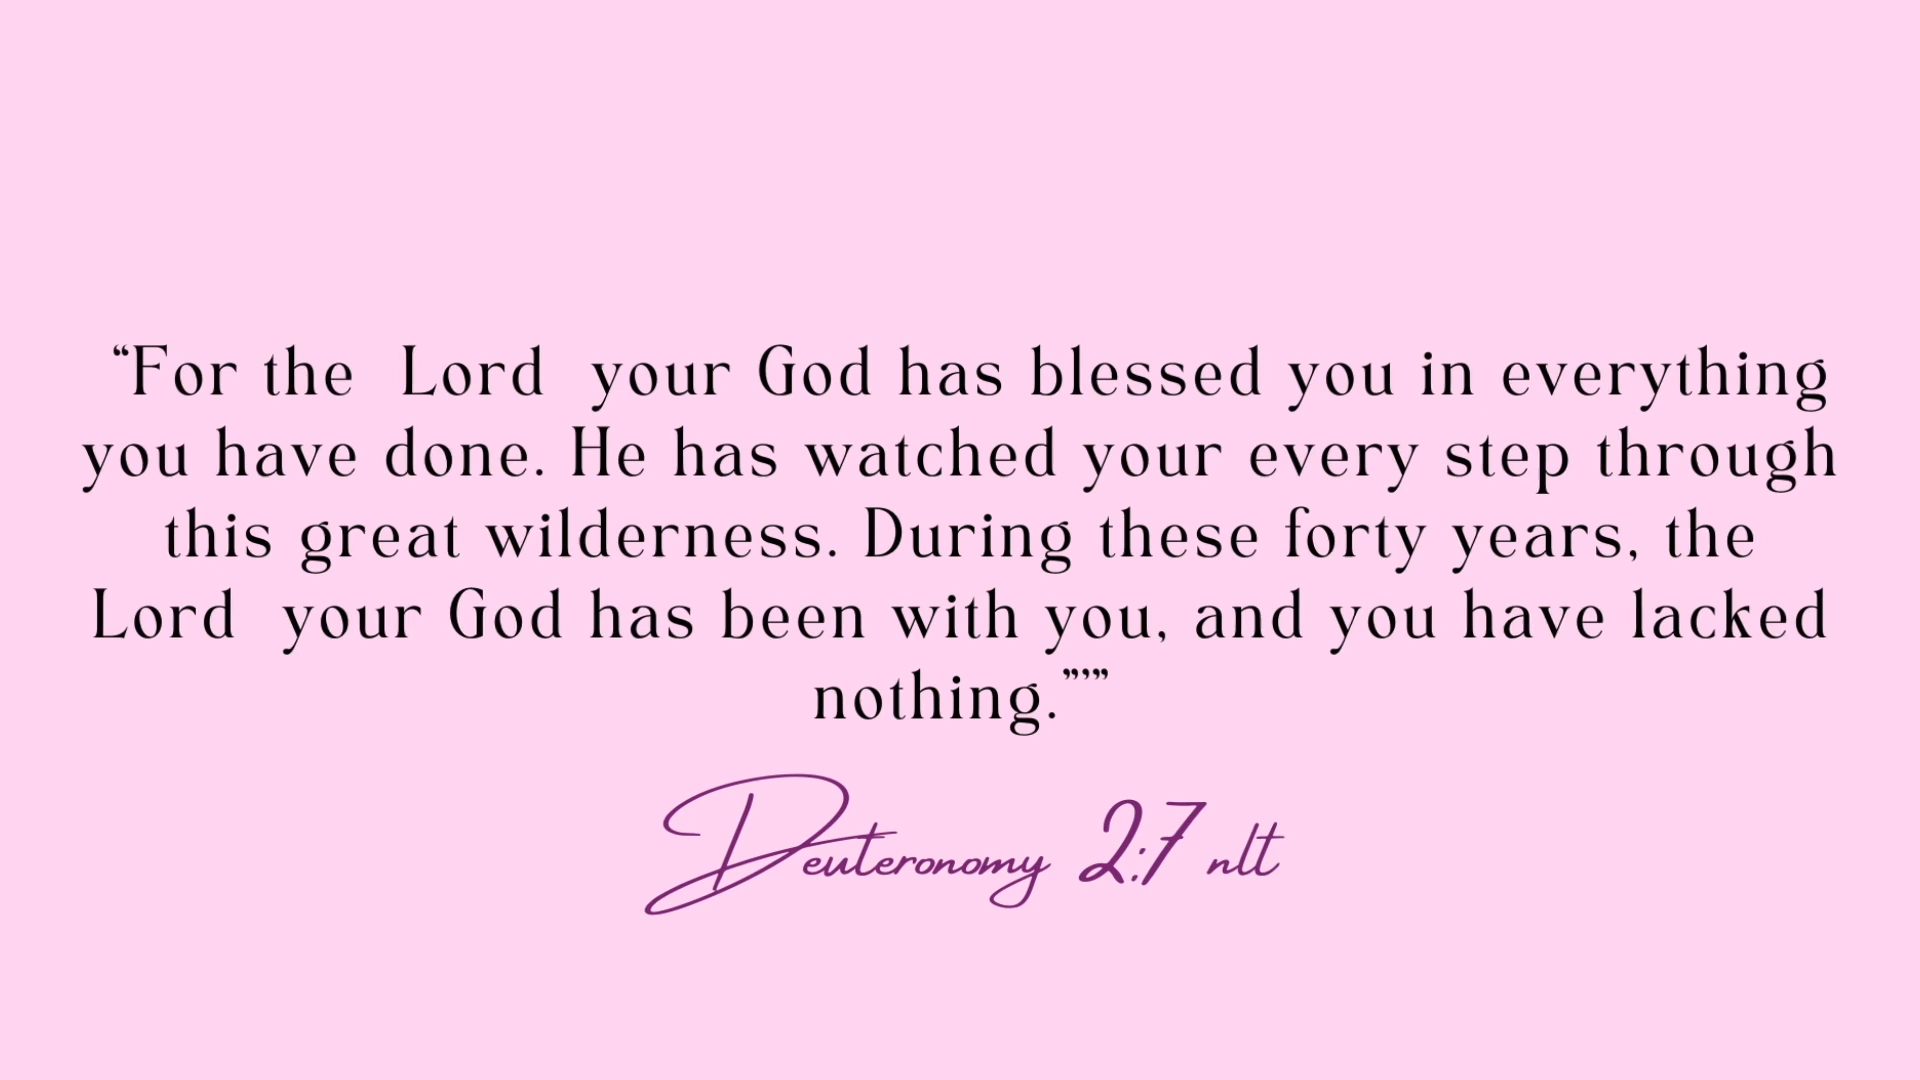 “For the  Lord  your God has blessed you in everything
you have done. He has watched your every step through
this great wilderness. During these forty years, the
Lord  your God has been with you, and you have lacked
nothing.”’”
Deuteronomy 2:7 nlt